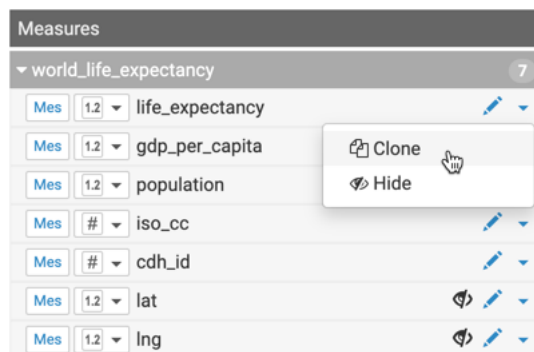 Measures
world_life_expectancy 7
Mes 1.2 life_expectancy
Mes 1.2 gdp_per_capita
Clone
Mes 1.2 population
Hide
Mes # iso_cc
Mes # cdh_id
Mes 1.2 lat
Mes 1.2 lng